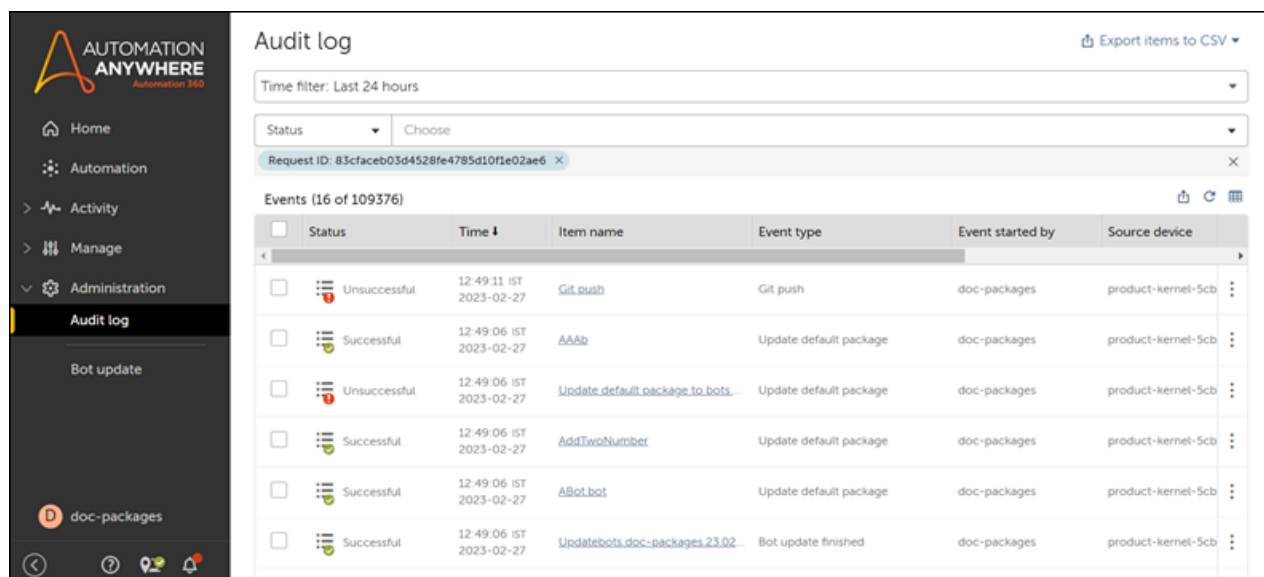 AUTOMATION
ANYWHERE
Automation 360
Home
Automation
Activity
Manage
Administration
Audit log
Bot update
D doc-packages
Audit log
Export items to CSV
Time filter: Last 24 hours
Status Choose
Request ID: 83cfaceb03d4528fe4785d10f1e02ae6
Events (16 of 109376)
Status Time Item name Event type Event started by Source device
Unsuccessful 12:49:11 IST Git push Git push doc-packages product-kernel-5cb
2023-02-27
Successful 12:49:06 IST AAAb Update default package doc-packages product-kernel-5cb
2023-02-27
Unsuccessful 12:49:06 IST Update default package to bots ... Update default package doc-packages product-kernel-5cb
2023-02-27
Successful 12:49:06 IST AddTwoNumber Update default package doc-packages product-kernel-5cb
2023-02-27
Successful 12:49:06 IST ABot.bot Update default package doc-packages product-kernel-5cb
2023-02-27
Successful 12:49:06 IST Updatebots.doc-packages.23.02... Bot update finished doc-packages product-kernel-5cb
2023-02-27